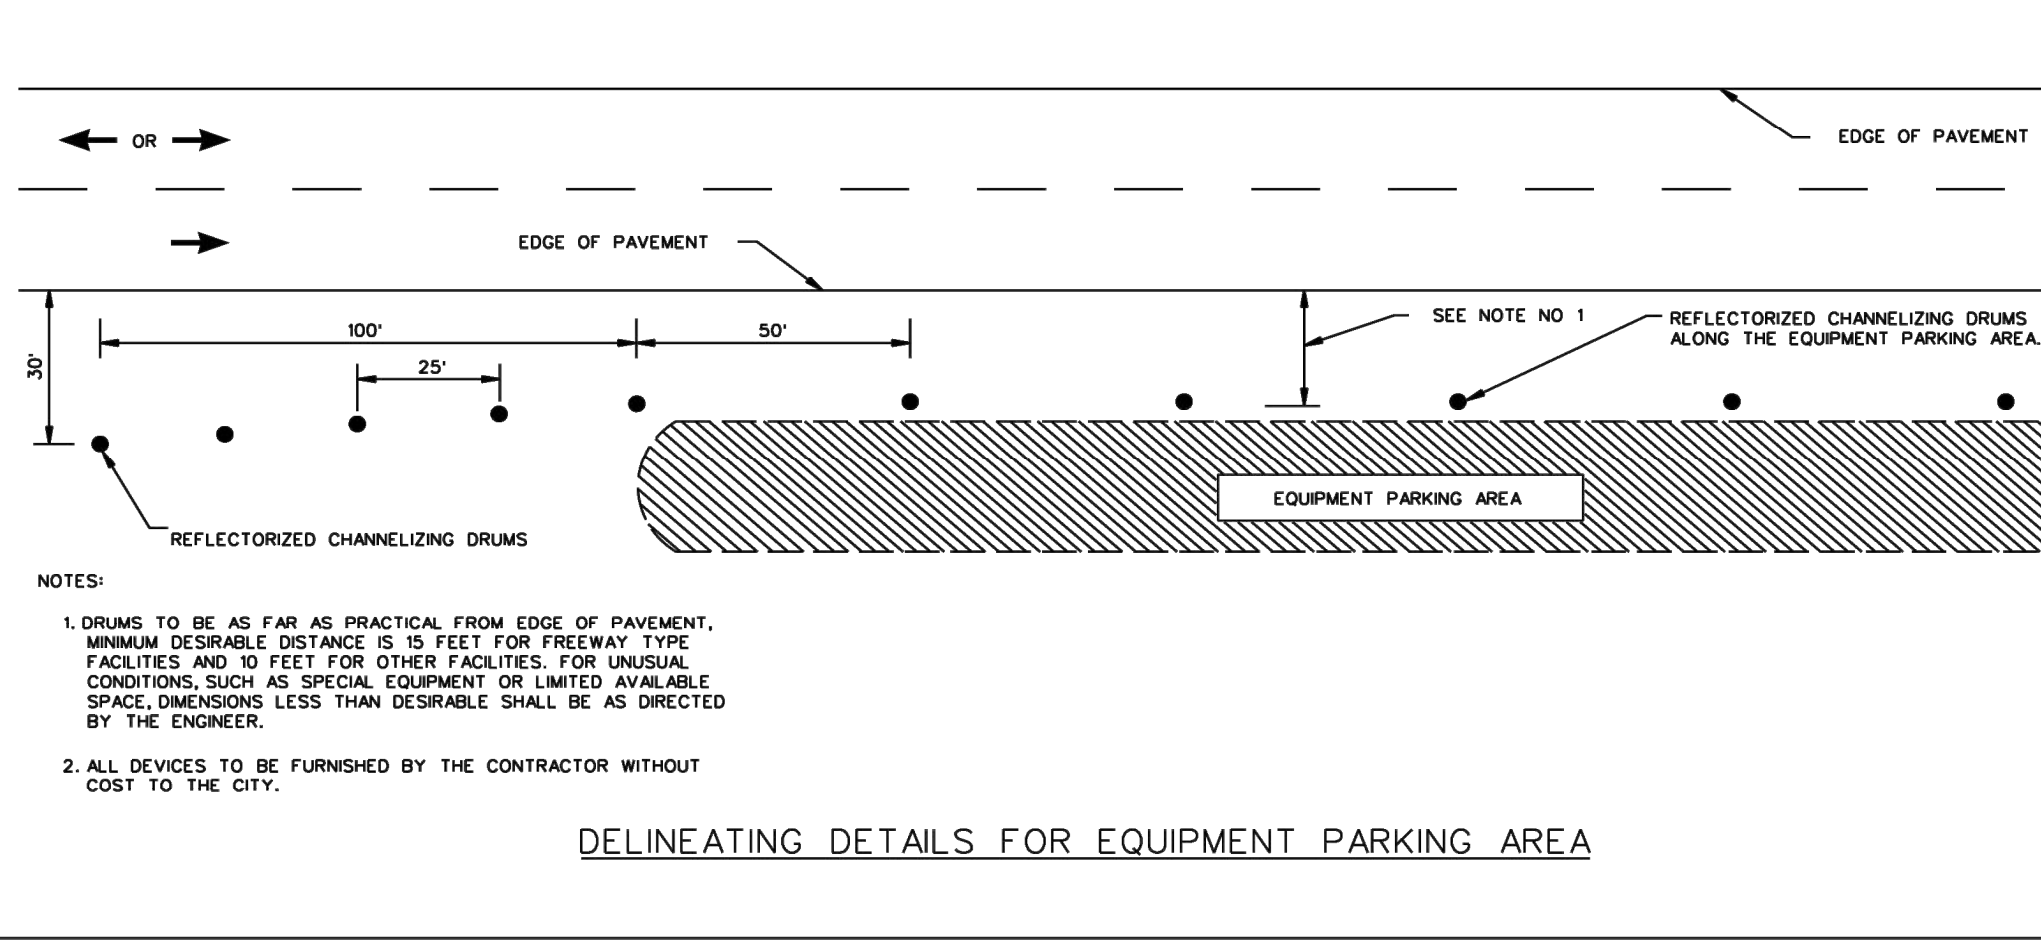 OR
EDGE OF PAVEMENT
EDGE OF PAVEMENT
SEE NOTE NO 1
REFLECTORIZED CHANNELIZING DRUMS
ALONG THE EQUIPMENT PARKING AREA.
100'
50'
25'
30'
EQUIPMENT PARKING AREA
REFLECTORIZED CHANNELIZING DRUMS
NOTES:
1. DRUMS TO BE AS FAR AS PRACTICAL FROM EDGE OF PAVEMENT,
MINIMUM DESIRABLE DISTANCE IS 15 FEET FOR FREEWAY TYPE
FACILITIES AND 10 FEET FOR OTHER FACILITIES. FOR UNUSUAL
CONDITIONS, SUCH AS SPECIAL EQUIPMENT OR LIMITED AVAILABLE
SPACE, DIMENSIONS LESS THAN DESIRABLE SHALL BE AS DIRECTED
BY THE ENGINEER.
2. ALL DEVICES TO BE FURNISHED BY THE CONTRACTOR WITHOUT
COST TO THE CITY.
DELINEATING DETAILS FOR EQUIPMENT PARKING AREA